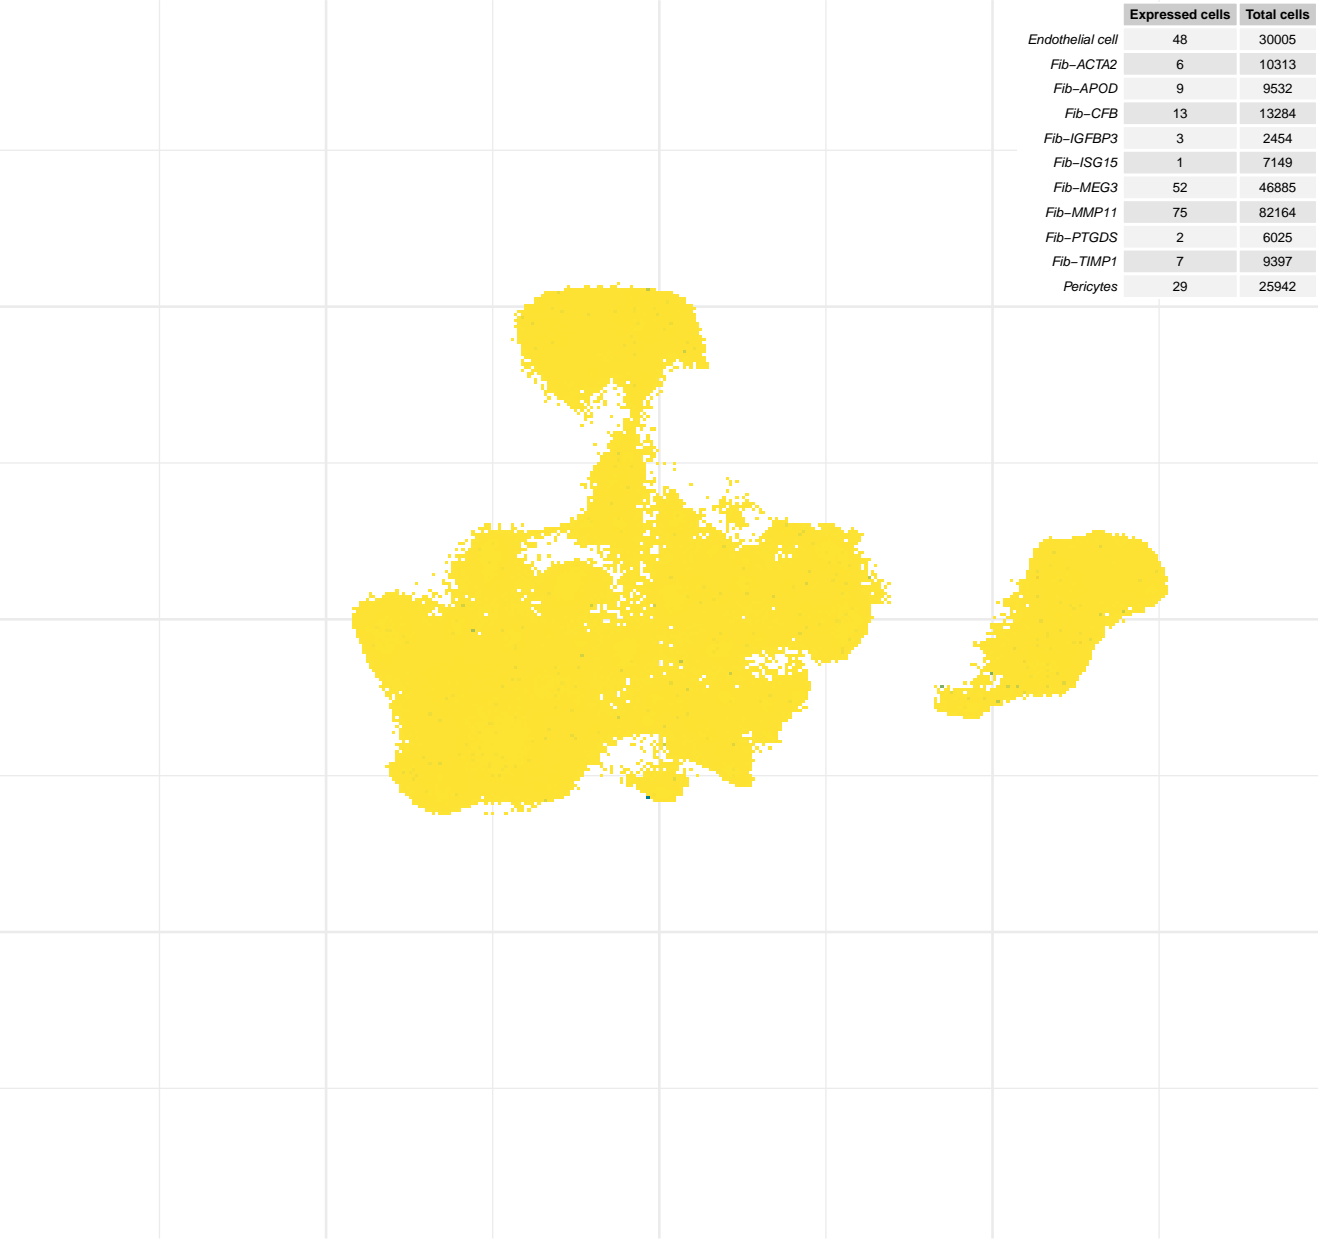 Expressed cells Total cells
Endothelial cell 48 30005
Fib−ACTA2 6 10313
Fib−APOD 9 9532
Fib−CFB 13 13284
Fib−IGFBP3 3 2454
Fib−ISG15 1 7149
Fib−MEG3 52 46885
Fib−MMP11 75 82164
Fib−PTGDS 2 6025
Fib−TIMP1 7 9397
Pericytes 29 25942